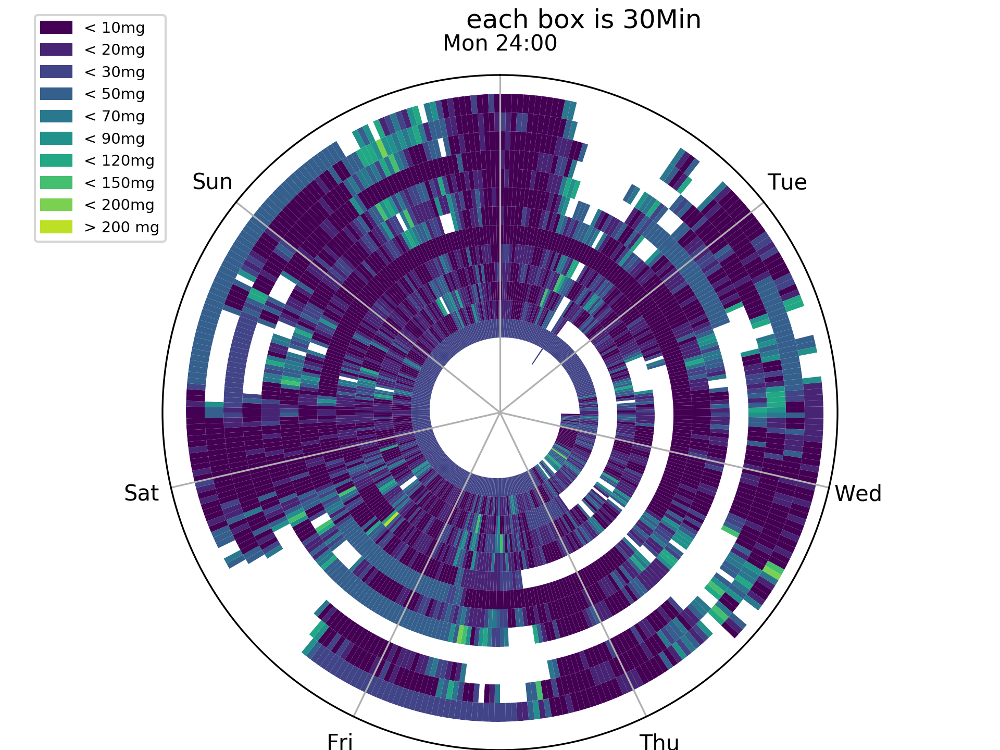 each box is 30Min
Mon 24:00
< 10mg
< 20mg
< 30mg
< 50mg
< 70mg
< 90mg
< 120mg
< 150mg
< 200mg
> 200 mg
Sun
Tue
Sat
Wed
Fri
Thu